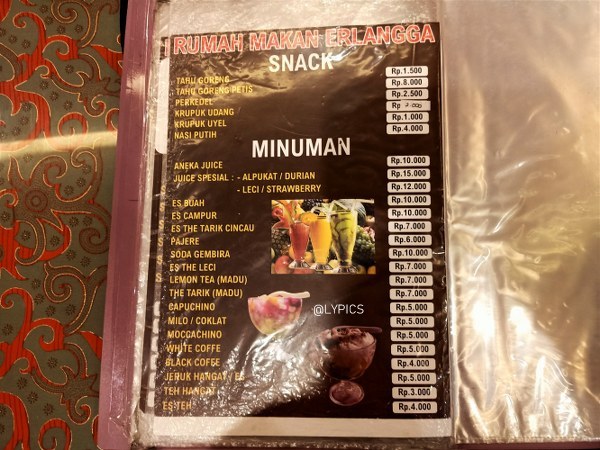 RUMAH MAKAN ERLANGGA
SNACK
TAHU GORENG Rp.1.500
TAHU GORENG PETIS Rp.8.000
PERKEDEL Rp.2.500
KRUPUK UDANG Rp 2.000
KRUPUK UYEL Rp.1.000
NASI PUTIH Rp.4.000
MINUMAN
ANEKA JUICE Rp.10.000
JUICE SPESIAL : - ALPUKAT / DURIAN Rp.15.000
- LECI / STRAWBERRY Rp.12.000
ES BUAH Rp.10.000
ES CAMPUR Rp.10.000
ES THE TARIK CINCAU Rp.7.000
PAJERE Rp.6.000
SODA GEMBIRA Rp.10.000
ES THE LECI Rp.7.000
LEMON TEA (MADU) Rp.7.000
THE TARIK (MADU) Rp.7.000
CAPUCHINO Rp.5.000
MILO / COKLAT Rp.5.000
MOCCACHINO Rp.5.000
WHITE COFFE Rp.5.000
BLACK COFFE Rp.4.000
JERUK HANGAT / ES Rp.5.000
TEH HANGAT Rp.3.000
ES TEH Rp.4.000
@LYPICS